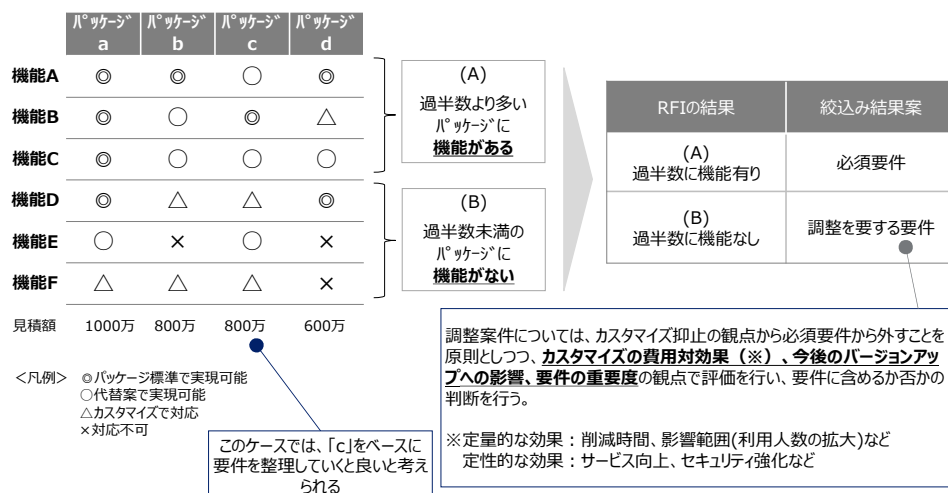 パッケージ パッケージ パッケージ パッケージ
a b c d
機能A ◎ ◎ ○ ◎
機能B ◎ ○ ◎ △
機能C ◎ ○ ○ ○
機能D ◎ △ △ ◎
機能E ○ × ○ ×
機能F △ △ △ ×
見積額 1000万 800万 800万 600万
<凡例> ◎パッケージ標準で実現可能
○代替案で実現可能
△カスタマイズで対応
×対応不可
このケースでは、「c」をベースに
要件を整理していくと良いと考え
られる
(A)
過半数より多い
パッケージに
機能がある
(B)
過半数未満の
パッケージに
機能がない
RFIの結果 絞込み結果案
(A)
過半数に機能有り
必須要件
(B)
過半数に機能なし
調整を要する要件
調整案件については、カスタマイズ抑止の観点から必須要件から外すことを
原則としつつ、カスタマイズの費用対効果（※）、今後のバージョンアッ
プへの影響、要件の重要度の観点で評価を行い、要件に含めるか否かの
判断を行う。
※定量的な効果：削減時間、影響範囲(利用人数の拡大)など
定性的な効果：サービス向上、セキュリティ強化など